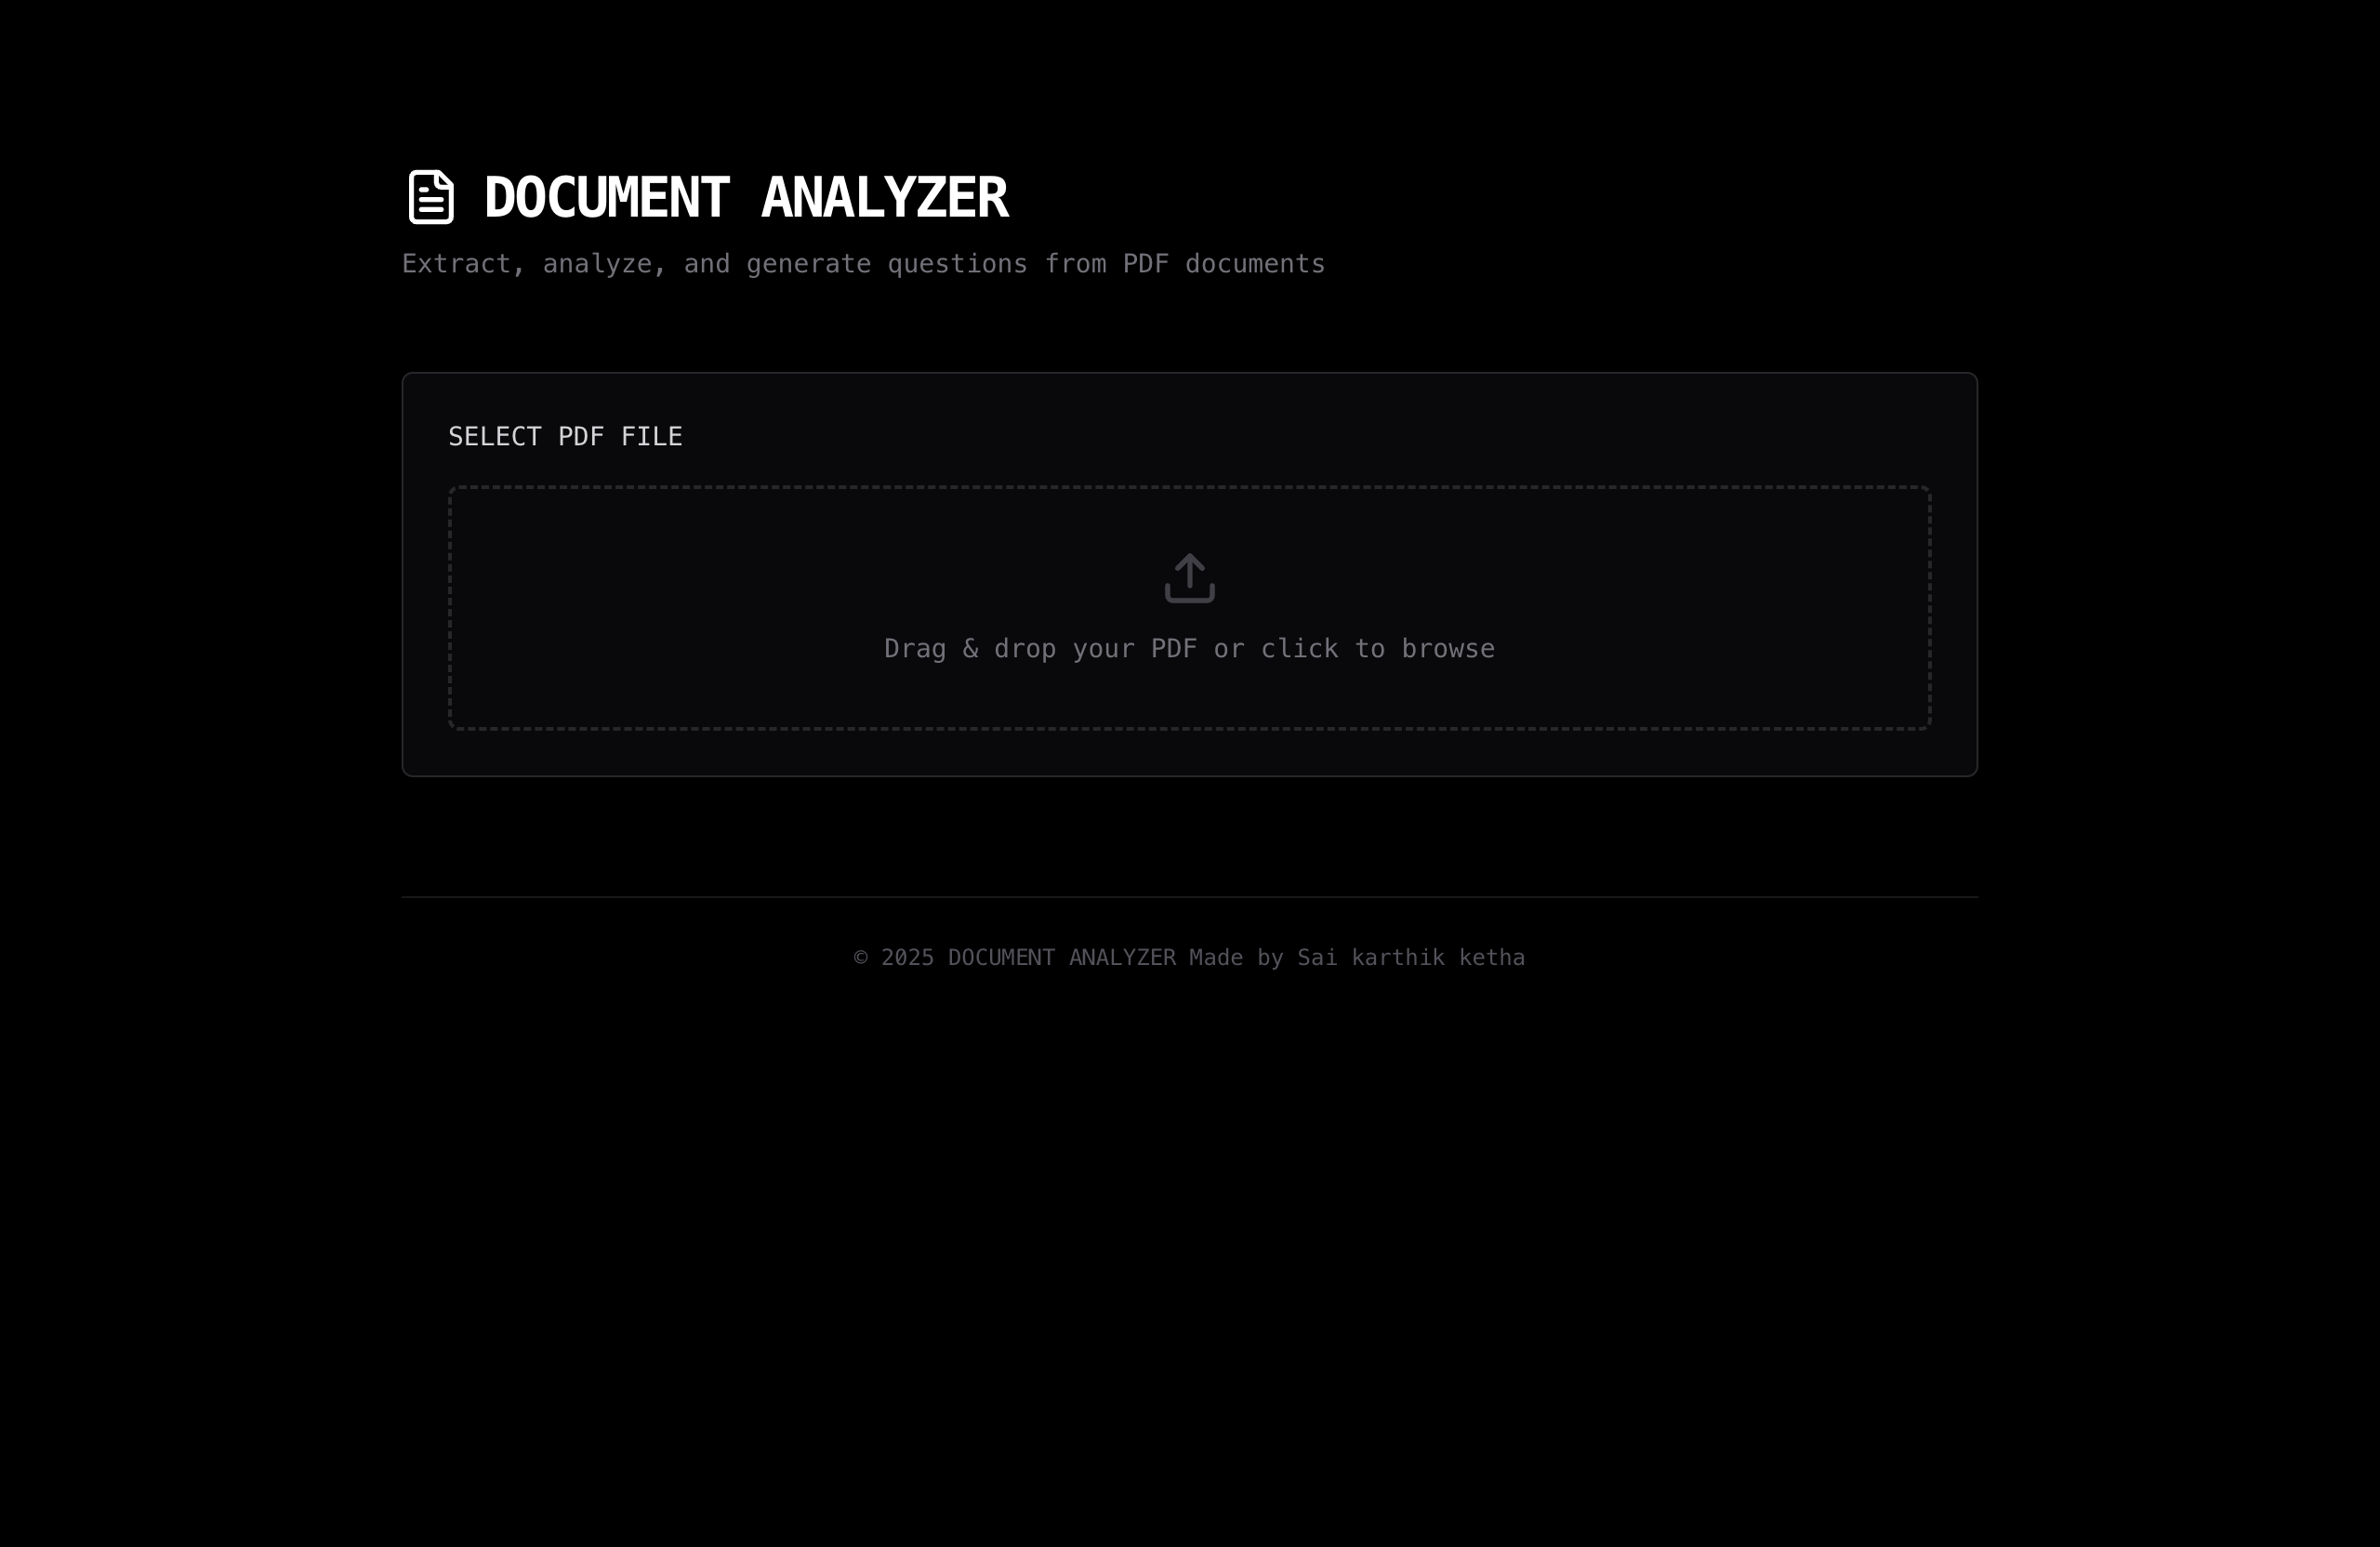 DOCUMENT ANALYZER
Extract, analyze, and generate questions from PDF documents
SELECT PDF FILE
Drag & drop your PDF or click to browse
© 2025 DOCUMENT ANALYZER Made by Sai karthik ketha